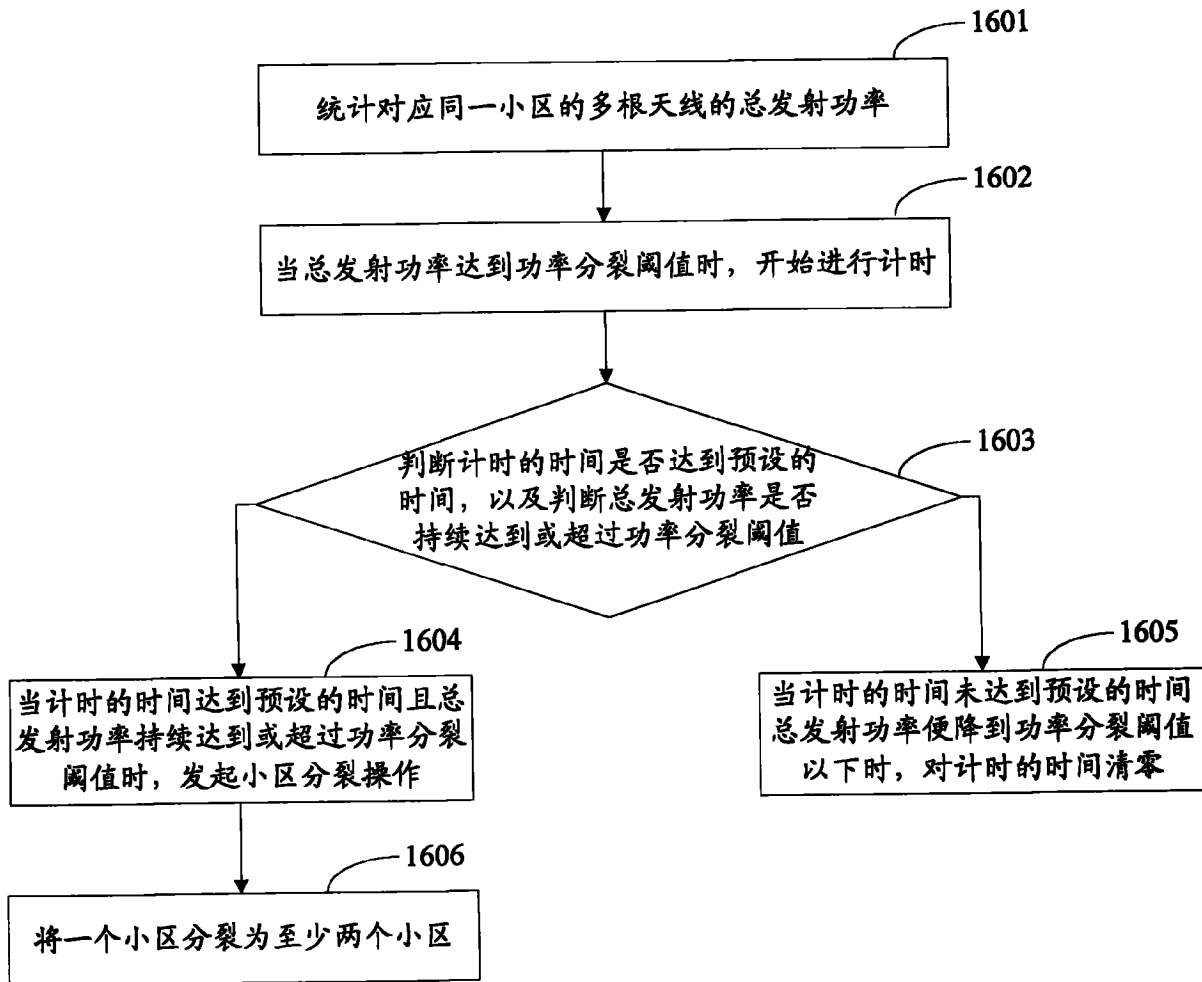 1601
统计对应同一小区的多根天线的总发射功率
1602
当总发射功率达到功率分裂阈值时，开始进行计时
1603
判断计时的时间是否达到预设的
时间，以及判断总发射功率是否
持续达到或超过功率分裂阈值
1604
当计时的时间达到预设的时间且总
发射功率持续达到或超过功率分裂
阈值时，发起小区分裂操作
1605
当计时的时间未达到预设的时间
总发射功率便降到功率分裂阈值
以下时，对计时的时间清零
1606
将一个小区分裂为至少两个小区